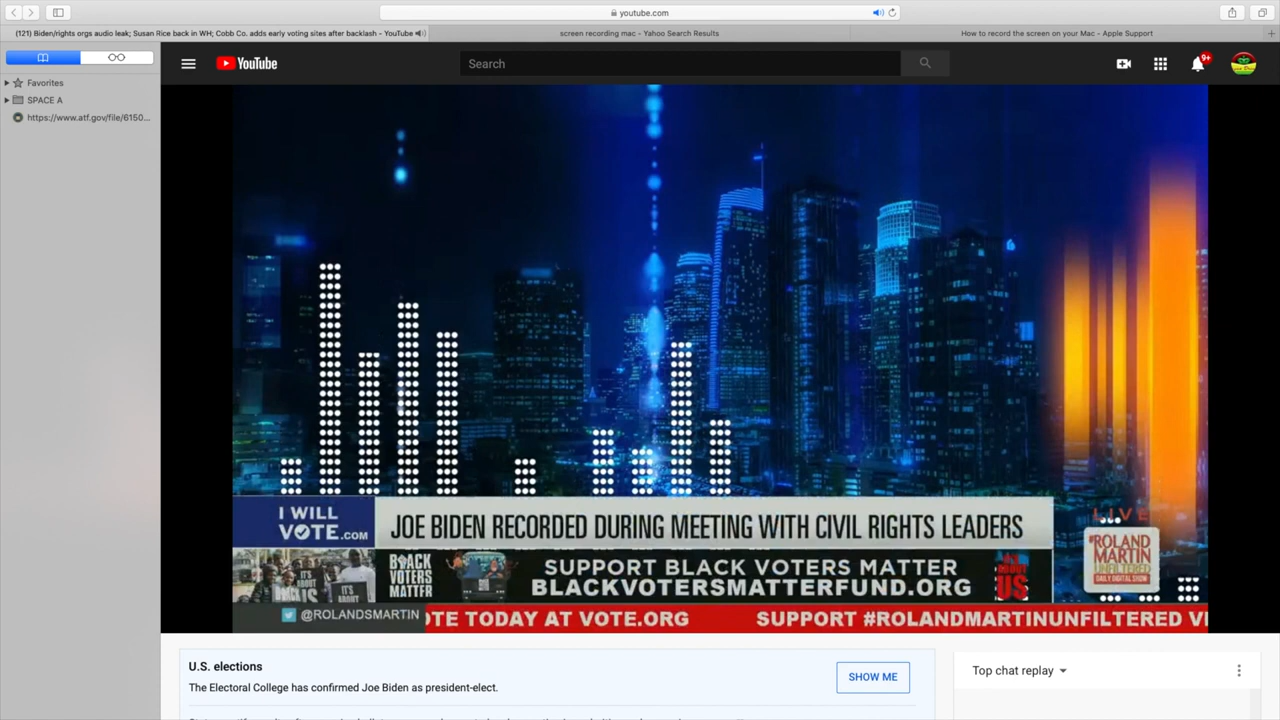 youtube.com
(121) Biden/rights orgs audio leak; Susan Rice back in WH; Cobb Co. adds early voting sites after backlash - YouTube
screen recording mac - Yahoo Search Results
How to record the screen on your Mac - Apple Support
Favorites
SPACE A
https://www.atf.gov/file/6150...
YouTube
Search
9+
I WILL
VOTE.COM
JOE BIDEN RECORDED DURING MEETING WITH CIVIL RIGHTS LEADERS
LIVE
#ROLAND
MARTIN
UNFILTERED
DAILY DIGITAL SHOW
BLACK
VOTERS
MATTER
SUPPORT BLACK VOTERS MATTER
BLACKVOTERSMATTERFUND.ORG
IT'S
ABOUT
US
@ROLANDSMARTIN
OTE TODAY AT VOTE.ORG SUPPORT #ROLANDMARTINUNFILTERED VI
U.S. elections
The Electoral College has confirmed Joe Biden as president-elect.
SHOW ME
Top chat replay